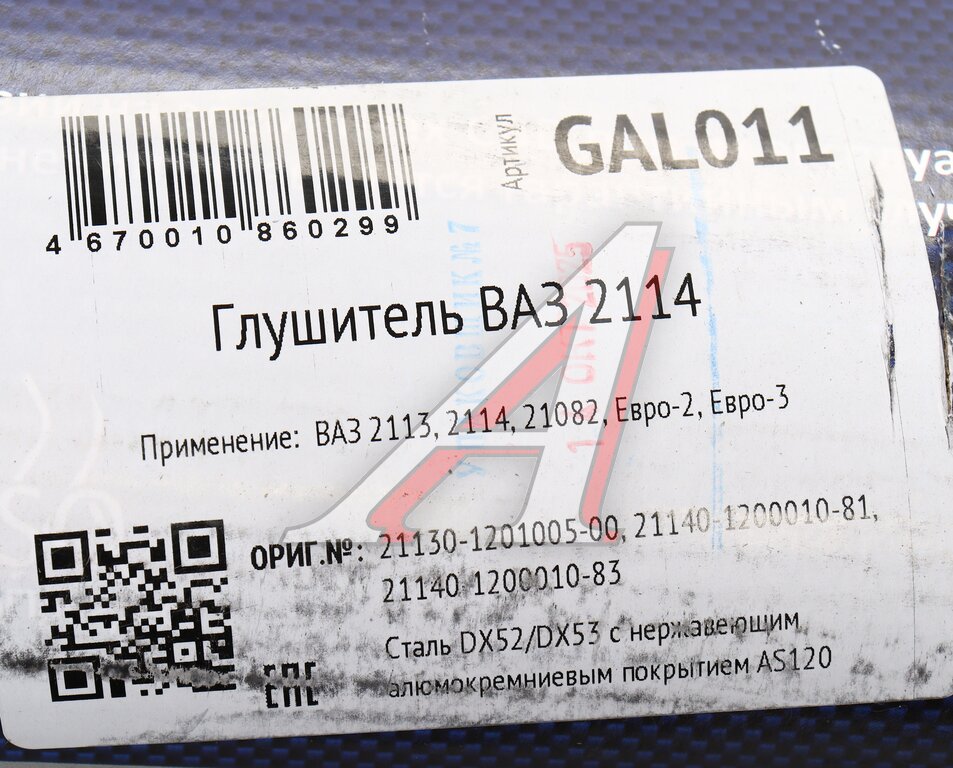 Артикул
GAL011
4 670010 860299
Глушитель ВАЗ 2114
Применение: ВАЗ 2113, 2114, 21082, Евро-2, Евро-3
ОРИГ.№: 21130-1201005-00, 21140-1200010-81,
21140-1200010-83
Сталь DX52/DX53 с нержавеющим
алюмокремниевым покрытием AS120
ЕАС